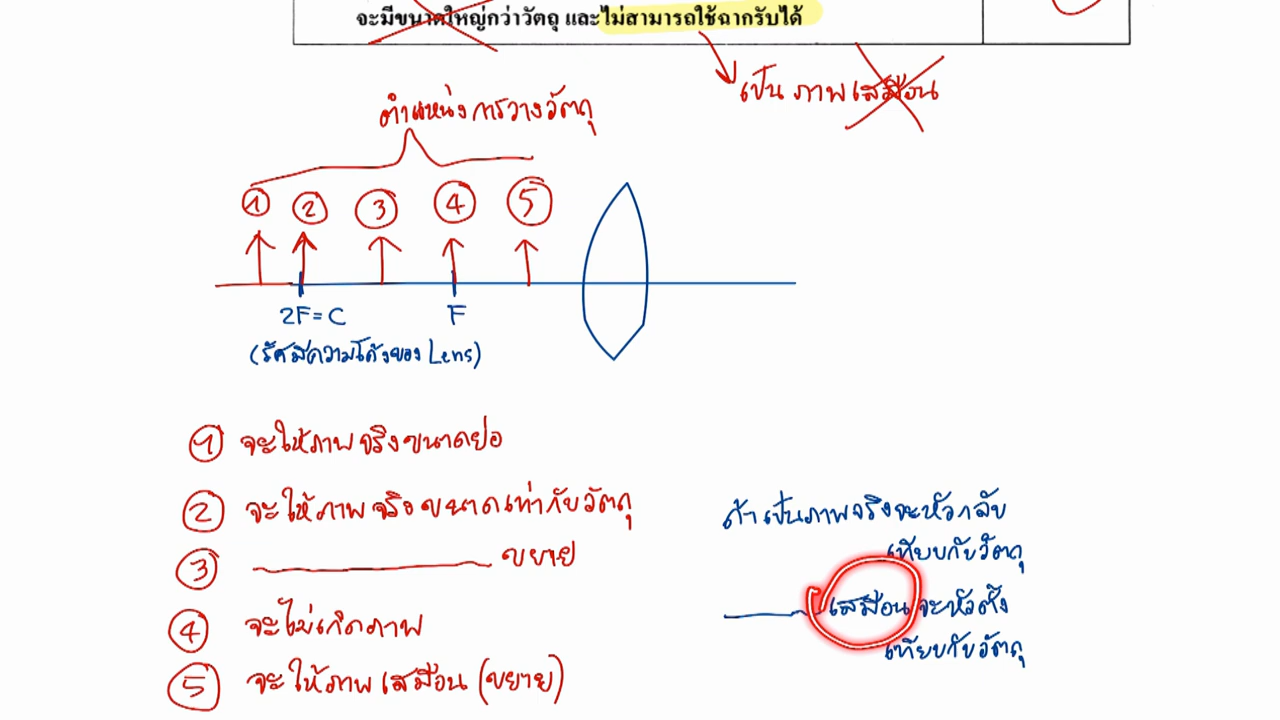 จะมีขนาดใหญ่กว่าวัตถุ และไม่สามารถใช้ฉากรับได้
เป็นภาพเสมือน
ตำแหน่งการวางวัตถุ
1 2 3 4 5
2F=C F
(รัศมีความโค้งของ Lens)
1 จะให้ภาพจริงขนาดย่อ
2 จะให้ภาพจริงขนาดเท่ากับวัตถุ
3 ขยาย
4 จะไม่เกิดภาพ
5 จะให้ภาพเสมือน (ขยาย)
ถ้าเป็นภาพจริงจะหัวกลับ
เทียบกับวัตถุ
เสมือนจะหัวตั้ง
เทียบกับวัตถุ